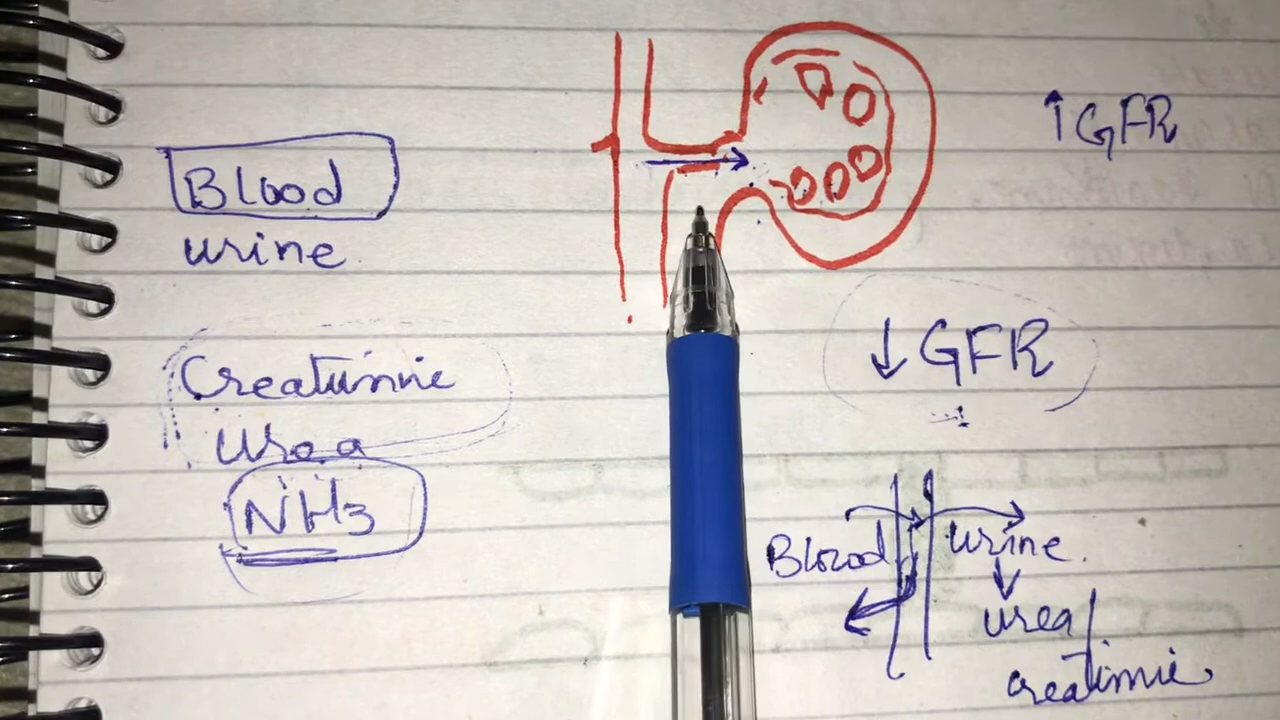 Blood
urine
Creatinine
Urea
NH3
↑GFR
↓GFR
Blood urine
↓
urea/
creatinine